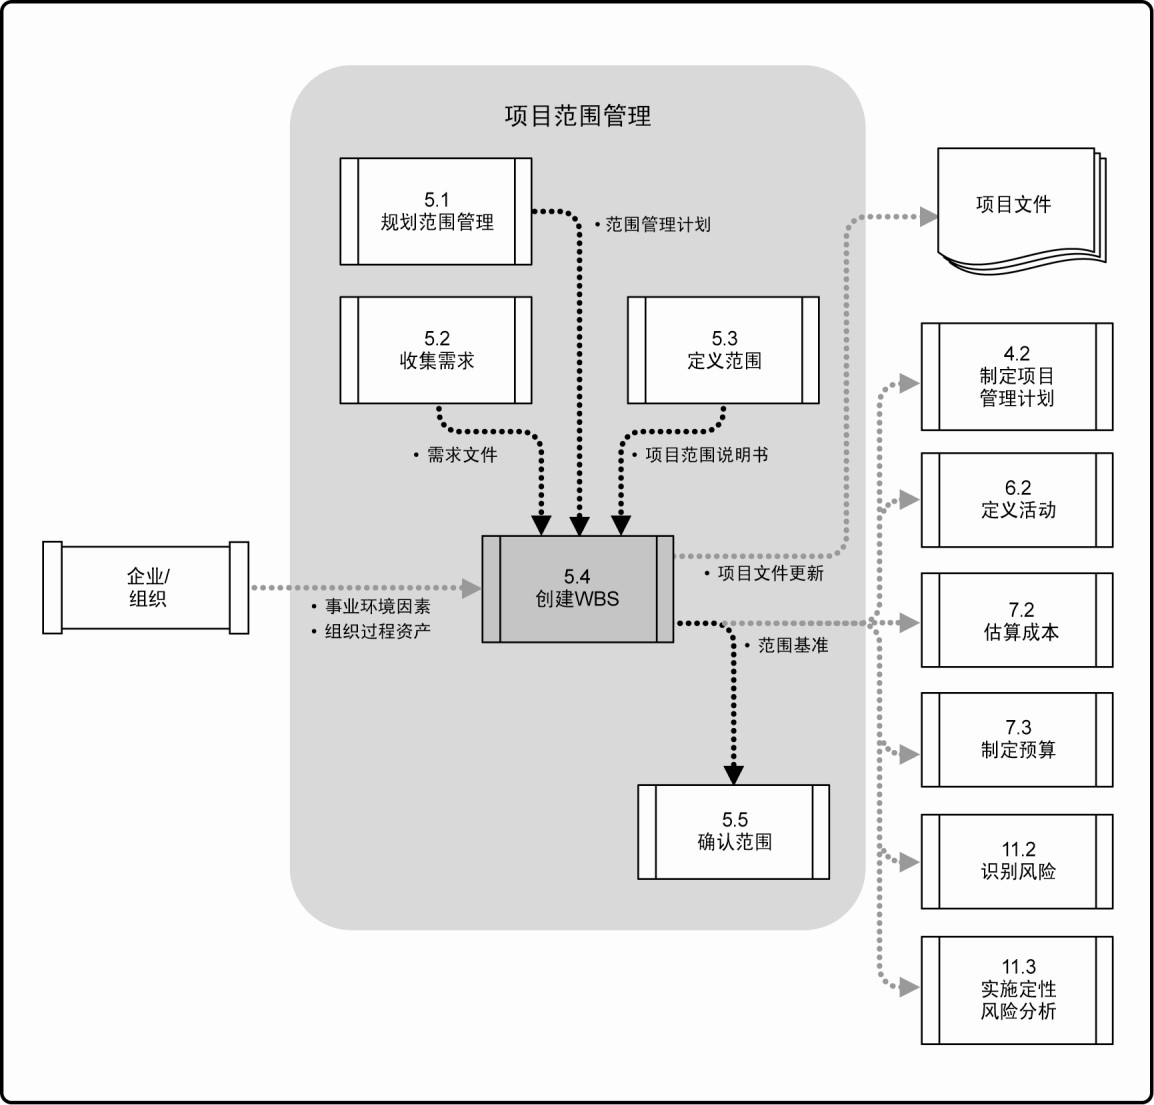 项目范围管理
5.1
规划范围管理
• 范围管理计划
项目文件
5.2
收集需求
5.3
定义范围
4.2
制定项目
管理计划
• 需求文件
• 项目范围说明书
6.2
定义活动
企业/
组织
• 事业环境因素
• 组织过程资产
5.4
创建WBS
• 项目文件更新
• 范围基准
7.2
估算成本
7.3
制定预算
5.5
确认范围
11.2
识别风险
11.3
实施定性
风险分析